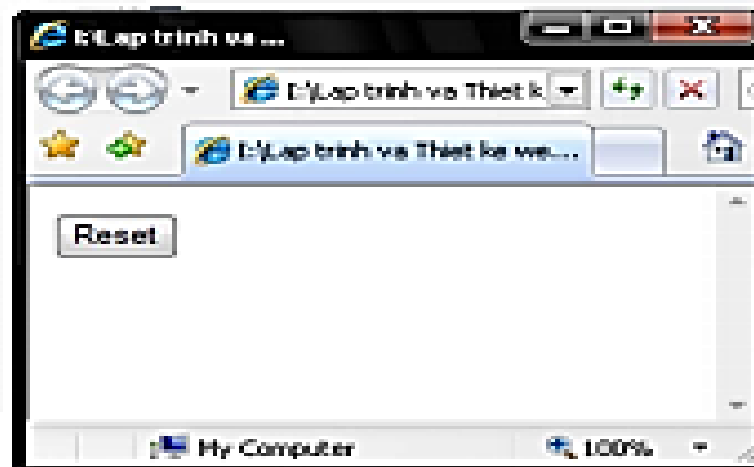 E:\Lap trinh va ...
E:\Lap trinh va Thiet k
E:\Lap trinh va Thiet ke we...
Reset
My Computer
100%